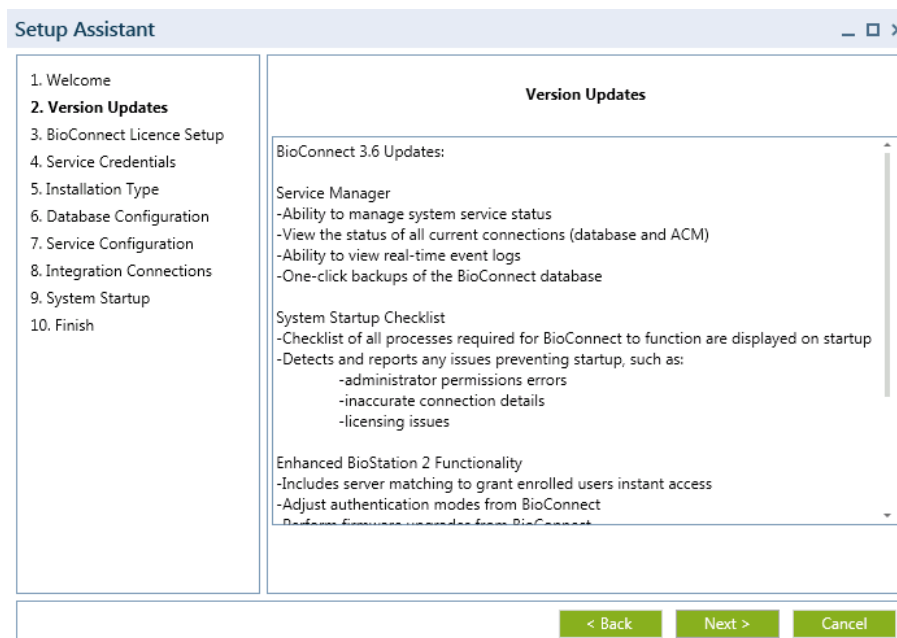 Setup Assistant
1. Welcome
2. Version Updates
3. BioConnect Licence Setup
4. Service Credentials
5. Installation Type
6. Database Configuration
7. Service Configuration
8. Integration Connections
9. System Startup
10. Finish
Version Updates
BioConnect 3.6 Updates:
Service Manager
-Ability to manage system service status
-View the status of all current connections (database and ACM)
-Ability to view real-time event logs
-One-click backups of the BioConnect database
System Startup Checklist
-Checklist of all processes required for BioConnect to function are displayed on startup
-Detects and reports any issues preventing startup, such as:
-administrator permissions errors
-inaccurate connection details
-licensing issues
Enhanced BioStation 2 Functionality
-Includes server matching to grant enrolled users instant access
-Adjust authentication modes from BioConnect
-Perform firmware upgrades from BioConnect
< Back
Next >
Cancel